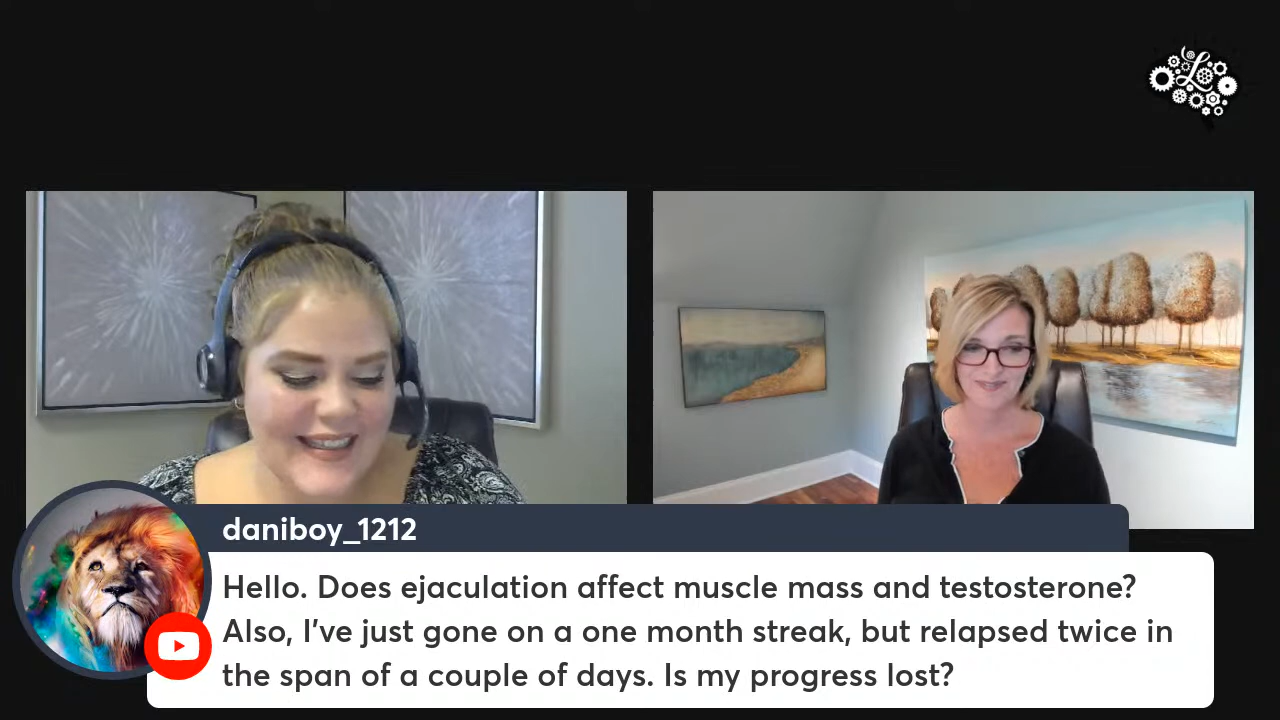 L
daniboy_1212
Hello. Does ejaculation affect muscle mass and testosterone?
Also, I've just gone on a one month streak, but relapsed twice in
the span of a couple of days. Is my progress lost?